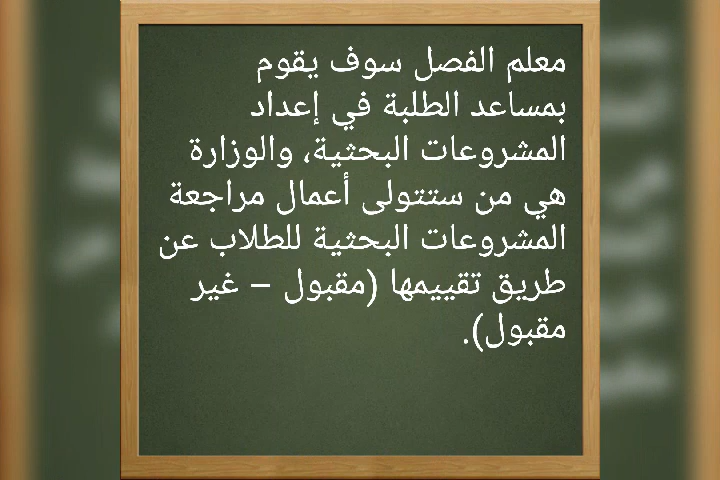 معلم الفصل سوف يقوم
بمساعد الطلبة في إعداد
المشروعات البحثية، والوزارة
هي من ستتولى أعمال مراجعة
المشروعات البحثية للطلاب عن
طريق تقييمها (مقبول – غير
مقبول).